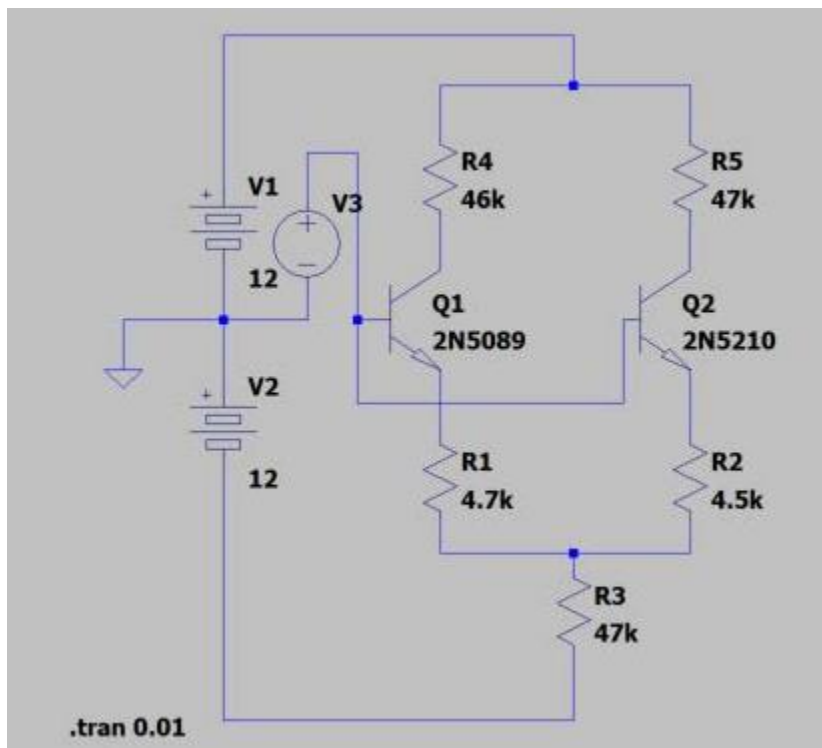 V1
12
V3
R4
46k
R5
47k
Q1
2N5089
Q2
2N5210
V2
12
R1
4.7k
R2
4.5k
R3
47k
.tran 0.01